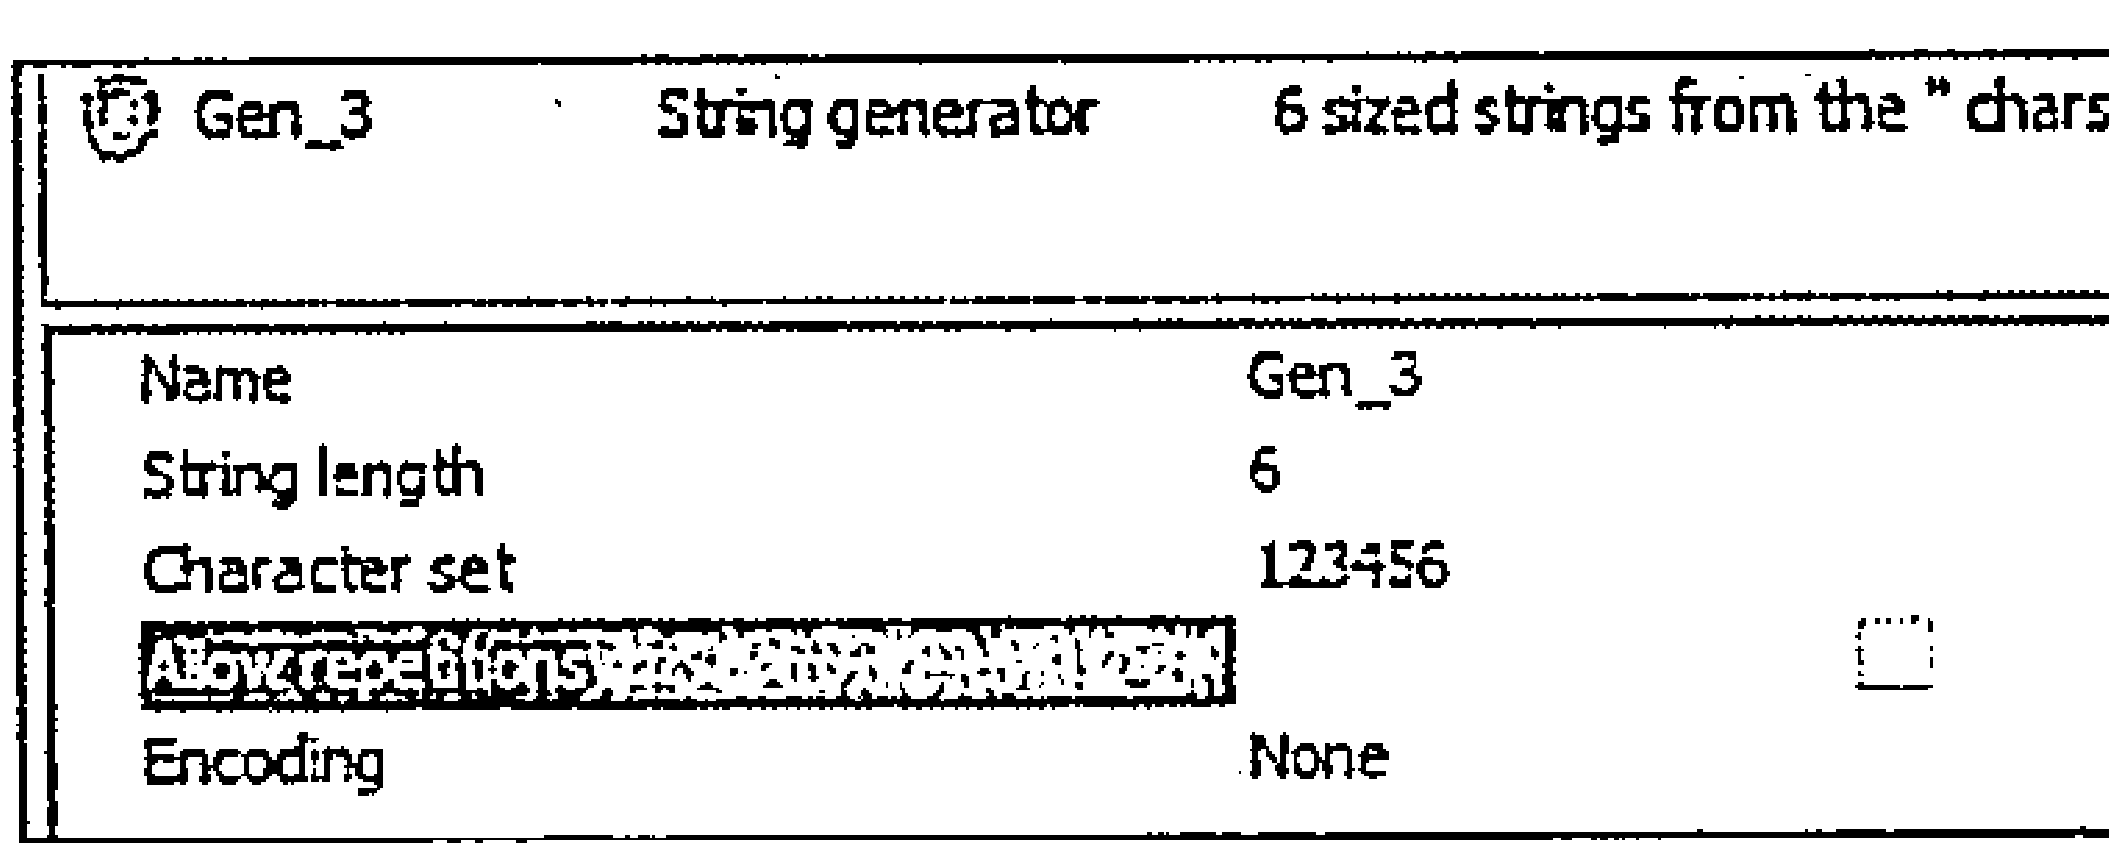 Gen_3 String generator 6 sized strings from the " chars
Name Gen_3
String length 6
Character set 123456
Allow repetitions
Encoding None